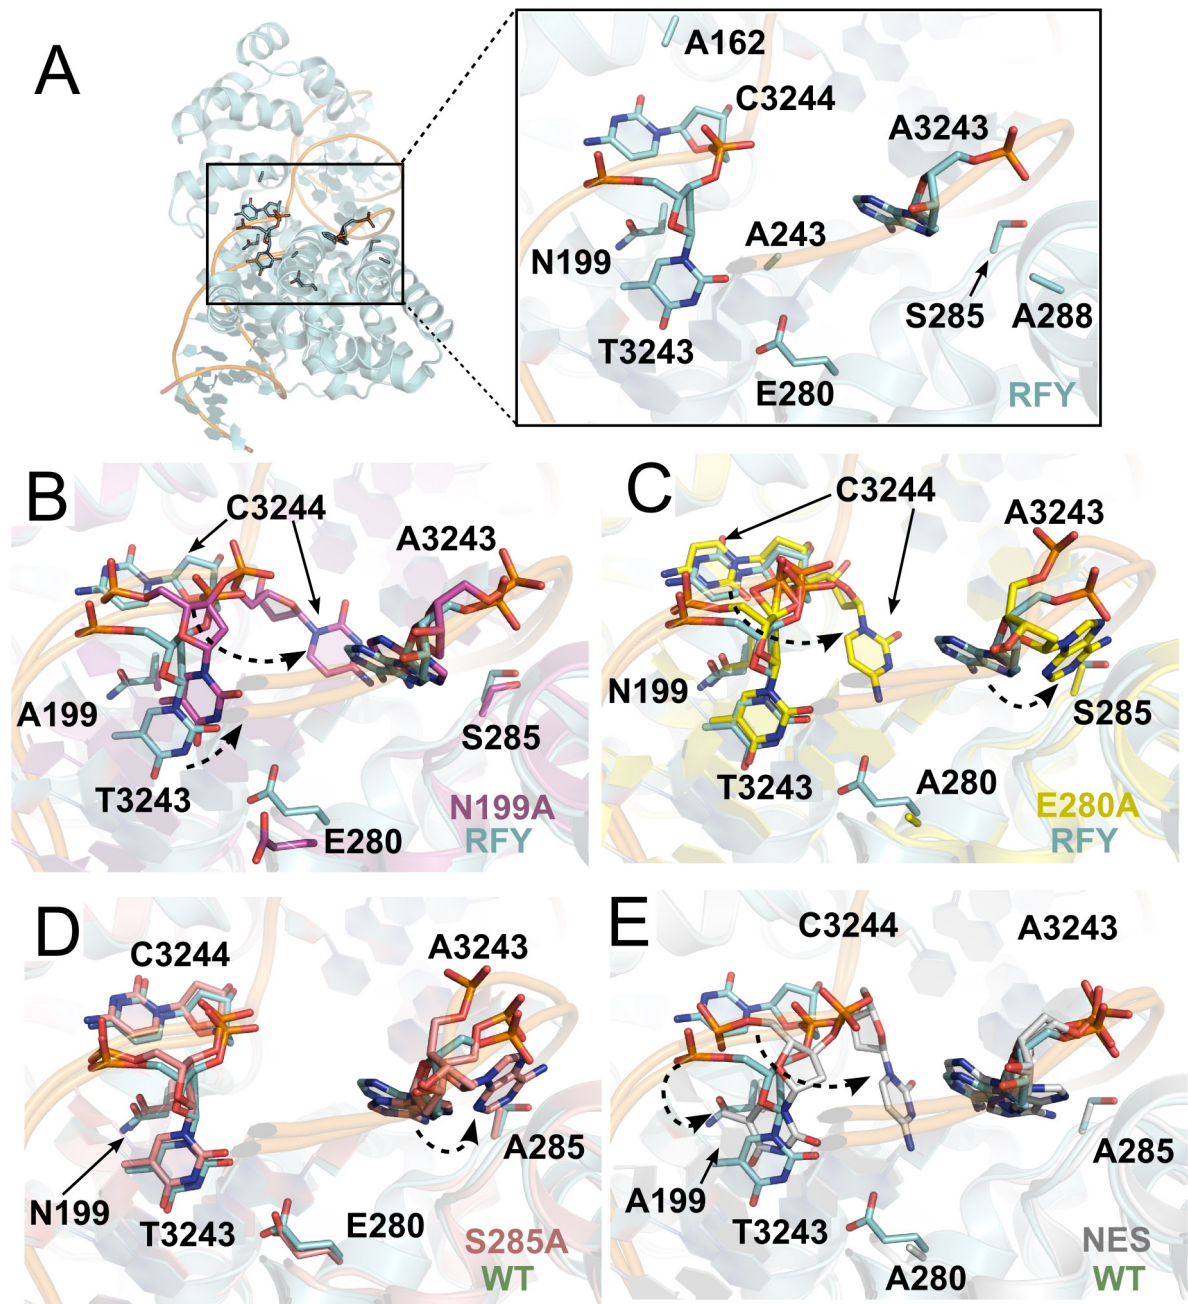 A
A162
C3244
A3243
N199
A243
S285
A288
T3243
E280
RFY
B
C3244
A3243
A199
S285
T3243
N199A
E280
RFY
C
C3244
A3243
N199
S285
T3243
A280
E280A
RFY
D
C3244
A3243
A285
N199
T3243
E280
S285A
WT
E
C3244
A3243
A285
A199
T3243
NES
A280
WT